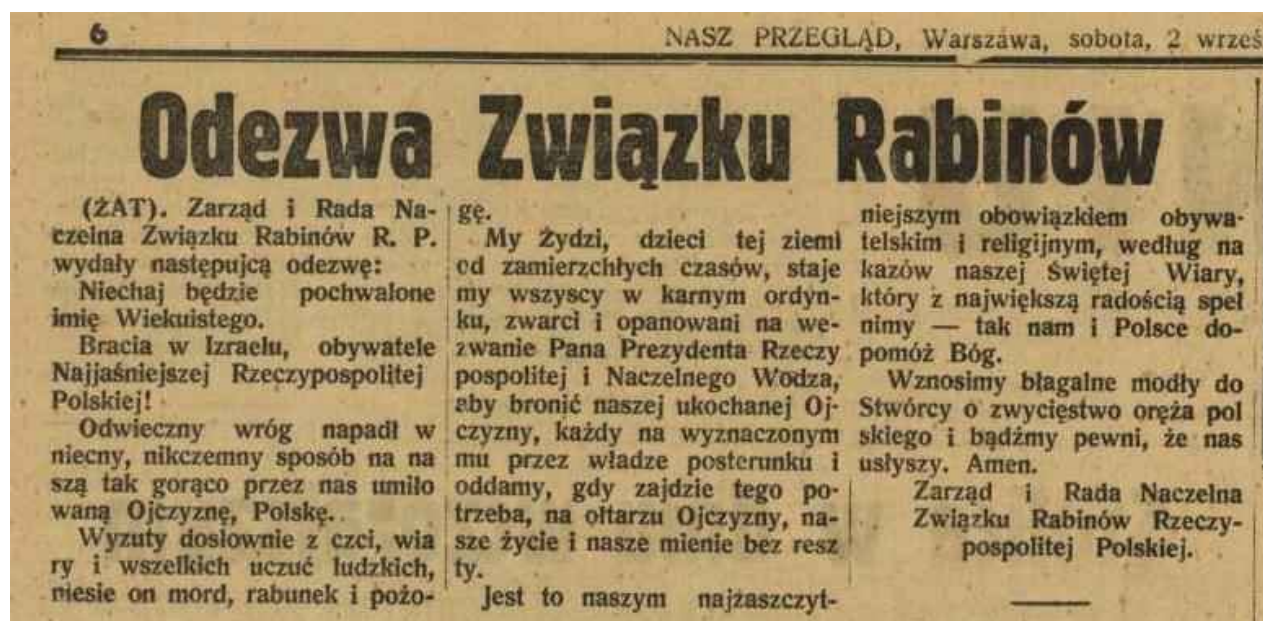 6
NASZ PRZEGLĄD, Warszawa, sobota, 2 wrześ
Odezwa Związku Rabinów
(ŻAT). Zarząd i Rada Na-
czelna Związku Rabinów R. P.
wydały następujcą odezwę:
Niechaj będzie pochwalone
imię Wiekuistego.
Bracia w Izraelu, obywatele
Najjaśniejszej Rzeczypospolitej
Polskiej!
Odwieczny wróg napadł w
niecny, nikczemny sposób na na
szą tak gorąco przez nas umiło
waną Ojczyznę, Polskę.
Wyzuty dosłownie z czci, wia
ry i wszelkich uczuć ludzkich,
niesie on mord, rabunek i pożo-
gę.
My Żydzi, dzieci tej ziemi
od zamierzchłych czasów, staje
my wszyscy w karnym ordyn-
ku, zwarci i opanowani na we-
zwanie Pana Prezydenta Rzeczy
pospolitej i Naczelnego Wodza,
aby bronić naszej ukochanej Oj-
czyzny, każdy na wyznaczonym
mu przez władze posterunku i
oddamy, gdy zajdzie tego po-
trzeba, na ołtarzu Ojczyzny, na-
sze życie i nasze mienie bez resz
ty.
Jest to naszym najzaszczyt-
niejszym obowiązkiem obywa-
telskim i religijnym, według na
kazów naszej Świętej Wiary,
który z największą radością speł
nimy — tak nam i Polsce do-
pomóż Bóg.
Wznosimy błagalne modły do
Stwórcy o zwycięstwo oręża pol
skiego i bądźmy pewni, że nas
usłyszy. Amen.
Zarząd i Rada Naczelna
Związku Rabinów Rzeczy-
pospolitej Polskiej.